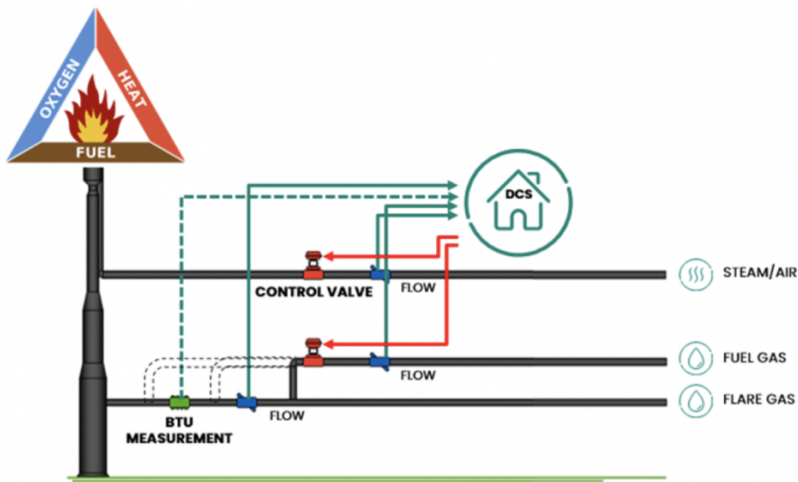 OXYGEN
HEAT
FUEL
DCS
STEAM/AIR
CONTROL VALVE
FLOW
FUEL GAS
FLOW
FLARE GAS
FLOW
BTU
MEASUREMENT